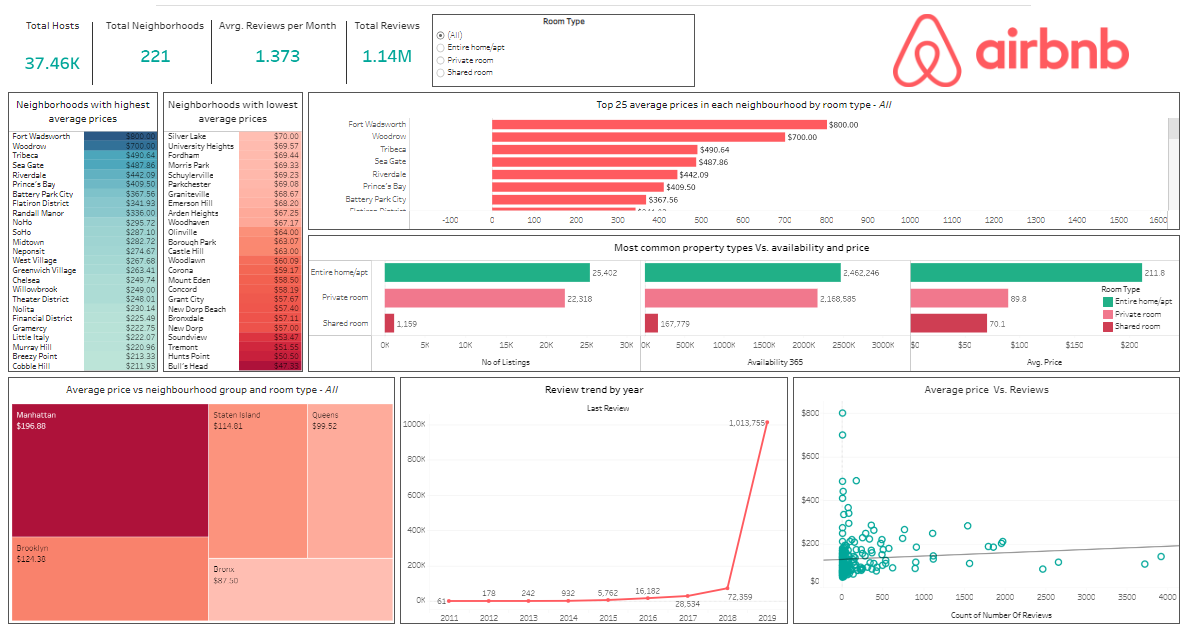 Total Hosts
37.46K
Total Neighborhoods
221
Avrg. Reviews per Month
1.373
Total Reviews
1.14M
Room Type
(All)
Entire home/apt
Private room
Shared room
airbnb
Neighborhoods with highest
average prices
Fort Wadsworth $800.00
Woodrow $700.00
Tribeca $490.64
Sea Gate $487.86
Riverdale $442.09
Prince's Bay $409.50
Battery Park City $367.56
Flatiron District $341.93
Randall Manor $336.00
NoHo $295.72
SoHo $287.10
Midtown $282.72
Neponsit $274.67
West Village $267.68
Greenwich Village $263.41
Chelsea $249.74
Willowbrook $249.00
Theater District $248.01
Nolita $230.14
Financial District $225.49
Gramercy $222.75
Little Italy $222.07
Murray Hill $220.96
Breezy Point $213.33
Cobble Hill $211.93
Neighborhoods with lowest
average prices
Silver Lake $70.00
University Heights $69.57
Fordham $69.44
Morris Park $69.33
Schuylerville $69.23
Parkchester $69.08
Graniteville $68.67
Emerson Hill $68.20
Arden Heights $67.25
Woodhaven $67.17
Olinville $64.00
Borough Park $63.07
Castle Hill $63.00
Woodlawn $60.09
Corona $59.17
Mount Eden $58.50
Concord $58.19
Grant City $57.67
New Dorp Beach $57.40
Bronxdale $57.11
New Dorp $57.00
Soundview $53.47
Tremont $51.55
Hunts Point $50.50
Bull's Head
Top 25 average prices in each neighbourhood by room type - All
Fort Wadsworth $800.00
Woodrow $700.00
Tribeca $490.64
Sea Gate $487.86
Riverdale $442.09
Prince's Bay $409.50
Battery Park City $367.56
Flatiron District
-100 0 100 200 300 400 500 600 700 800 900 1000 1100 1200 1300 1400 1500 1600
Most common property types Vs. availability and price
Entire home/apt 25,402 2,462,246 211.8
Private room 22,318 2,168,585 89.8
Shared room 1,159 167,779 70.1
Room Type
Entire home/apt
Private room
Shared room
0K 5K 10K 15K 20K 25K 30K 0K 500K 1000K 1500K 2000K 2500K 3000K $0 $50 $100 $150 $200
No of Listings Availability 365 Avg. Price
Average price vs neighbourhood group and room type - All
Manhattan
$196.88
Staten Island
$114.81
Queens
$99.52
Brooklyn
$124.38
Bronx
$87.50
Review trend by year
Last Review
1000K
800K
600K
400K
200K
0K
61
178
242
932
5,762
16,182
28,534
72,359
1,013,755
2011 2012 2013 2014 2015 2016 2017 2018 2019
Average price Vs. Reviews
$800
$600
$400
$200
$0
0 500 1000 1500 2000 2500 3000 3500 4000
Count of Number Of Reviews